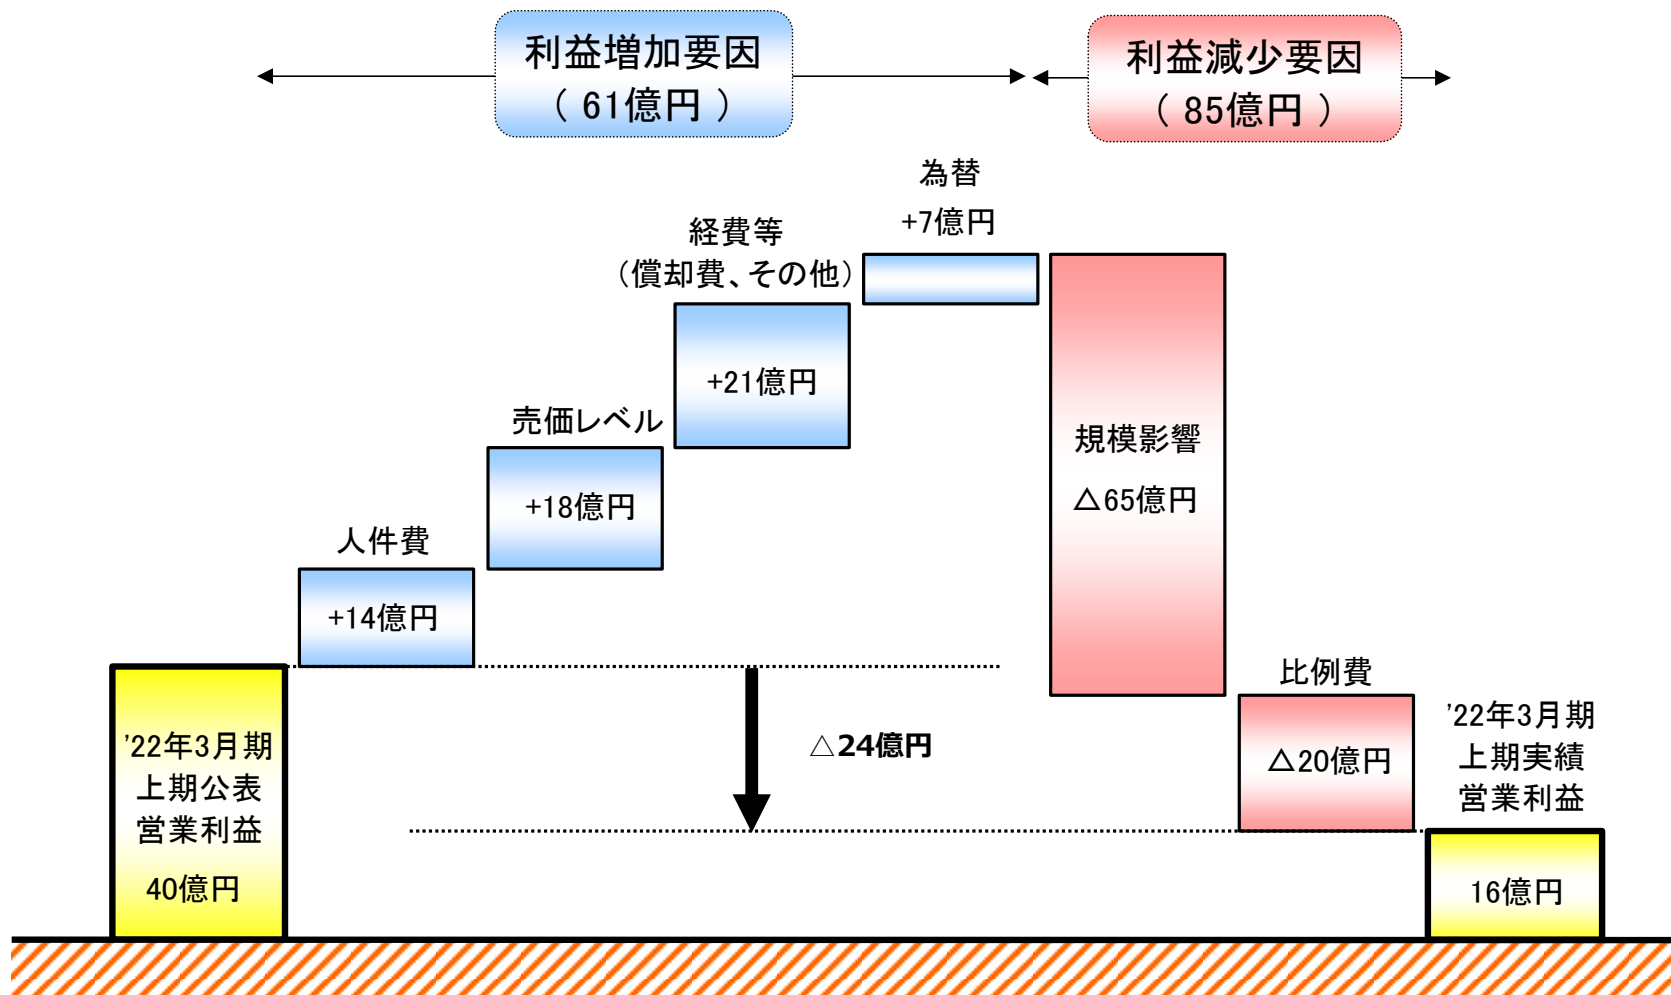 利益増加要因
（ 61億円 ）
利益減少要因
（ 85億円 ）
為替
+7億円
経費等
（償却費、その他）
+21億円
売価レベル
+18億円
人件費
+14億円
規模影響
△65億円
比例費
△20億円
△24億円
’22年3月期
上期公表
営業利益
40億円
’22年3月期
上期実績
営業利益
16億円